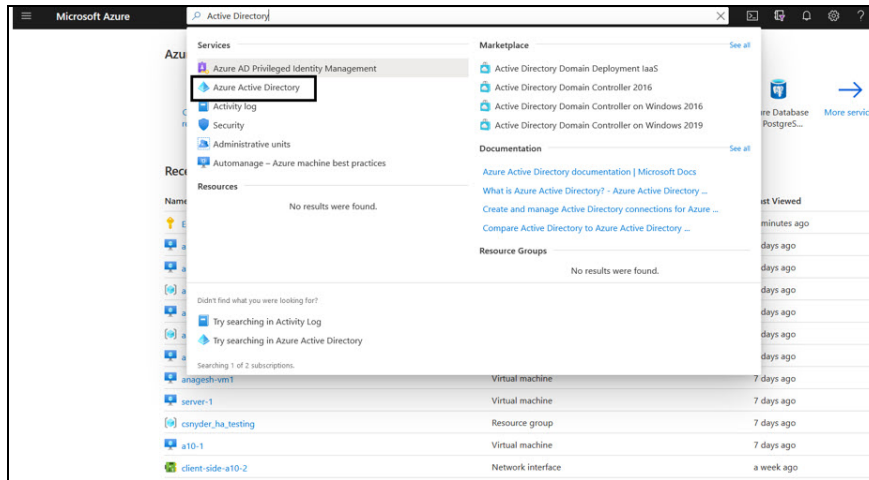 Microsoft Azure
Active Directory
Azu
Services
Azure AD Privileged Identity Management
Azure Active Directory
Activity log
Security
Administrative units
Automanage – Azure machine best practices
Resources
No results were found.
Marketplace
See all
Active Directory Domain Deployment IaaS
Active Directory Domain Controller 2016
Active Directory Domain Controller on Windows 2016
Active Directory Domain Controller on Windows 2019
Documentation
See all
Azure Active Directory documentation | Microsoft Docs
What is Azure Active Directory? - Azure Active Directory ...
Create and manage Active Directory connections for Azure ...
Compare Active Directory to Azure Active Directory ...
Resource Groups
No results were found.
Didn't find what you were looking for?
Try searching in Activity Log
Try searching in Azure Active Directory
Searching 1 of 2 subscriptions.
re Database
PostgreS...
More servic
Rec
Name
ast Viewed
E
minutes ago
a
days ago
a
days ago
a
days ago
a
days ago
a
days ago
a
days ago
anagesh-vm1
Virtual machine
7 days ago
server-1
Virtual machine
7 days ago
csnyder_ha_testing
Resource group
7 days ago
a10-1
Virtual machine
7 days ago
client-side-a10-2
Network interface
a week ago